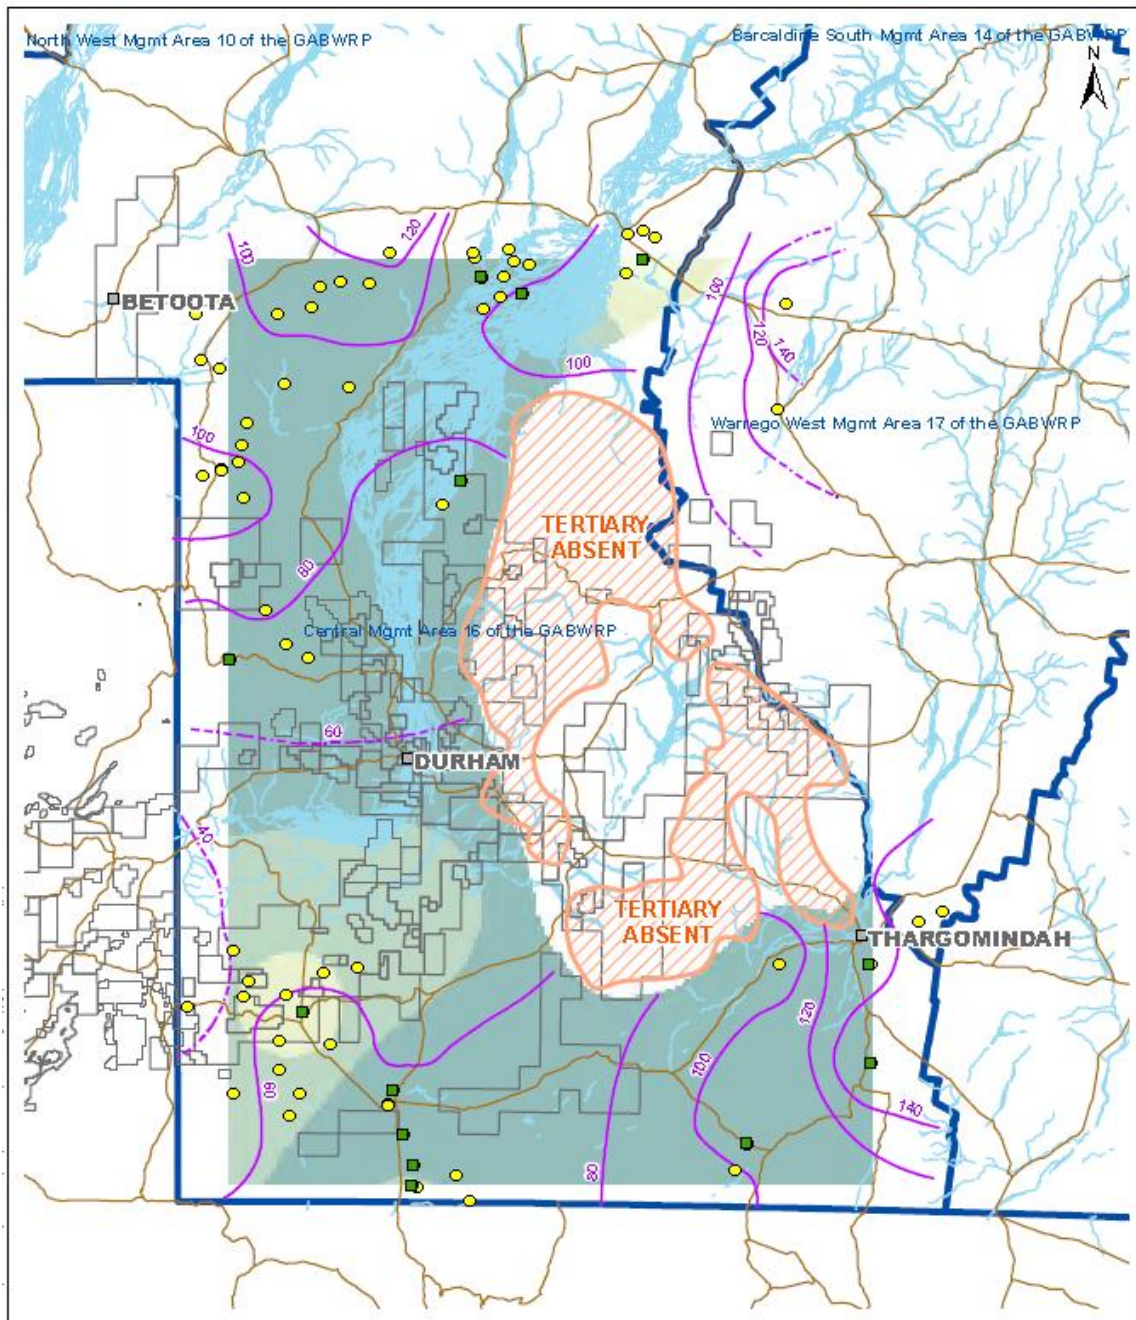 North West Mgmt Area 10 of the GABWRP
Barcaldine South Mgmt Area 14 of the GABWRP
N
120
100
100
BETOOTA
120
140
100
Warrego West Mgmt Area 17 of the GABWRP
100
TERTIARY
ABSENT
80
Central Mgmt Area 16 of the GABWRP
60
DURHAM
40
TERTIARY
ABSENT
THARGOMINDAH
120
100
60
140
80